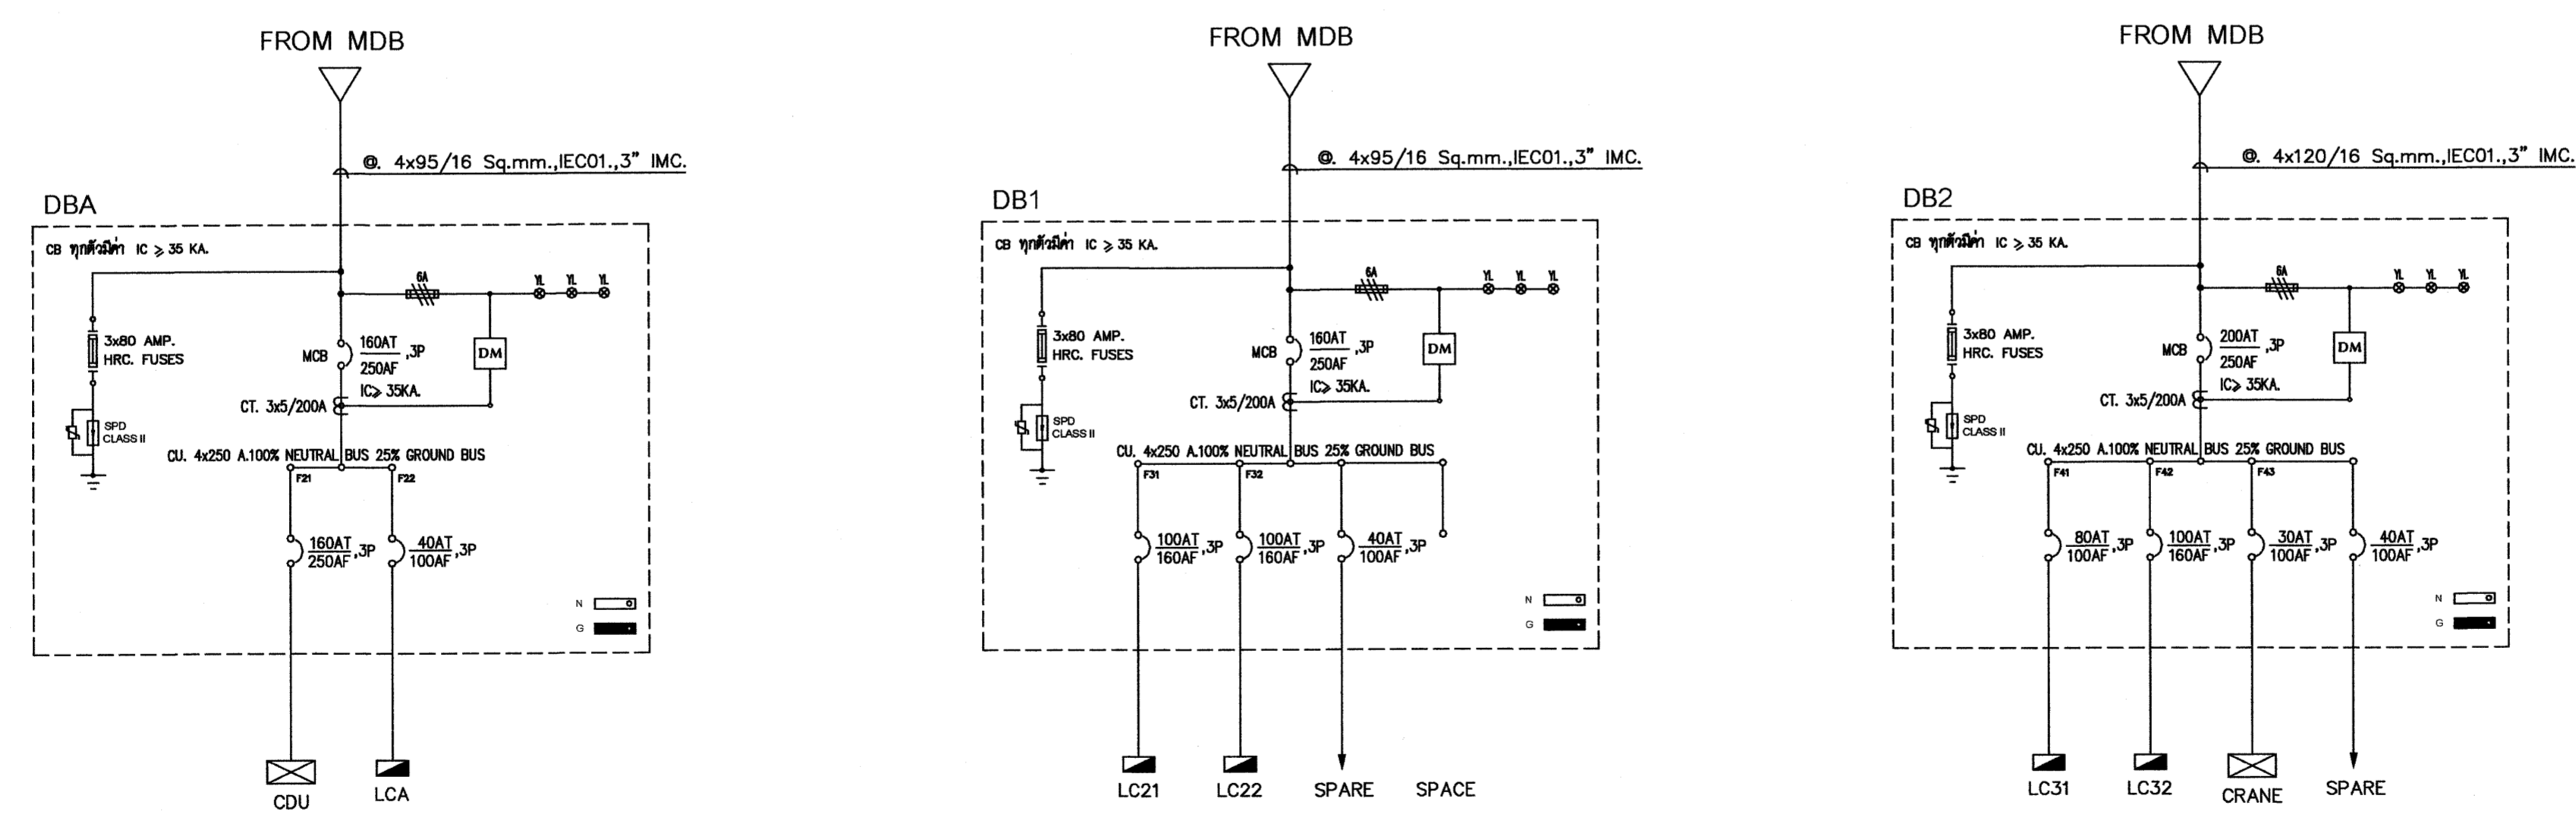 FROM MDB
@. 4x95/16 Sq.mm.,IEC01.,3" IMC.
DBA
CB ทุกตัวมีค่า IC ⩾ 35 KA.
6A
YL YL YL
3x80 AMP.
HRC. FUSES
MCB
160AT
250AF
,3P
DM
IC⩾ 35KA.
CT. 3x5/200A
SPD
CLASS II
CU. 4x250 A.100% NEUTRAL BUS 25% GROUND BUS
F21
F22
160AT
250AF
,3P
40AT
100AF
,3P
N
G
CDU
LCA
FROM MDB
@. 4x95/16 Sq.mm.,IEC01.,3" IMC.
DB1
CB ทุกตัวมีค่า IC ⩾ 35 KA.
6A
YL YL YL
3x80 AMP.
HRC. FUSES
MCB
160AT
250AF
,3P
DM
IC⩾ 35KA.
CT. 3x5/200A
SPD
CLASS II
CU. 4x250 A.100% NEUTRAL BUS 25% GROUND BUS
F31
F32
100AT
160AF
,3P
100AT
160AF
,3P
40AT
100AF
,3P
N
G
LC21
LC22
SPARE
SPACE
FROM MDB
@. 4x120/16 Sq.mm.,IEC01.,3" IMC.
DB2
CB ทุกตัวมีค่า IC ⩾ 35 KA.
6A
YL YL YL
3x80 AMP.
HRC. FUSES
MCB
200AT
250AF
,3P
DM
IC⩾ 35KA.
CT. 3x5/200A
SPD
CLASS II
CU. 4x250 A.100% NEUTRAL BUS 25% GROUND BUS
F41
F42
F43
80AT
100AF
,3P
100AT
160AF
,3P
30AT
100AF
,3P
40AT
100AF
,3P
N
G
LC31
LC32
CRANE
SPARE